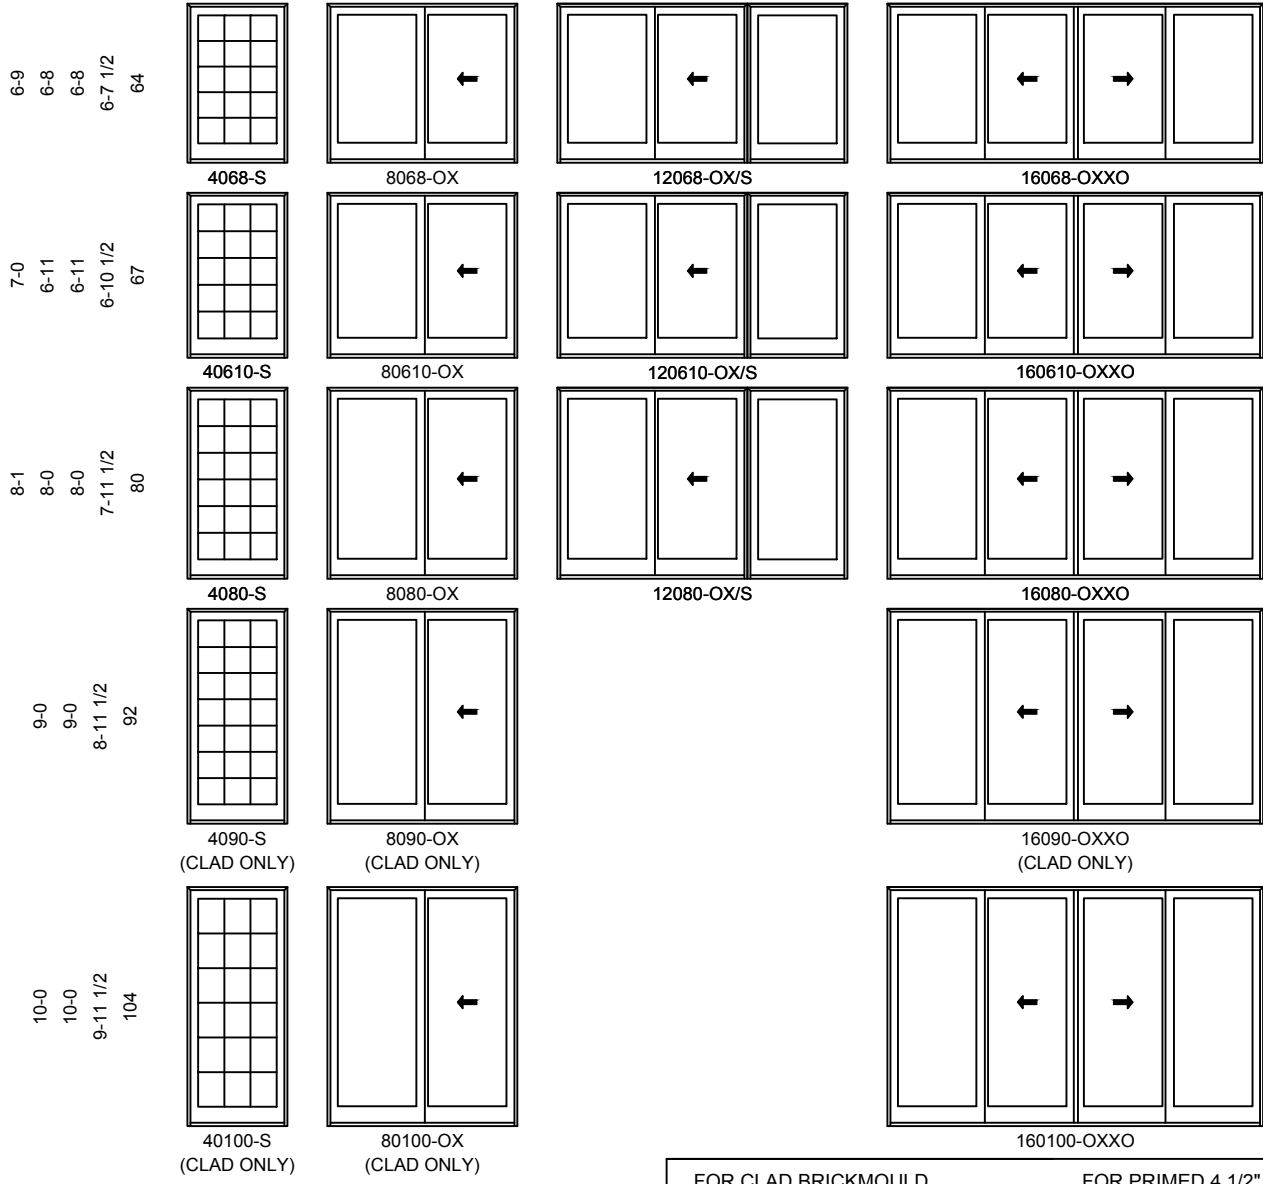 6-9
6-8
6-8
6-7 1/2
64
4068-S 8068-OX 12068-OX/S 16068-OXXO
7-0
6-11
6-11
6-10 1/2
67
40610-S 80610-OX 120610-OX/S 160610-OXXO
8-1
8-0
8-0
7-11 1/2
80
4080-S 8080-OX 12080-OX/S 16080-OXXO
9-0
9-0
8-11 1/2
92
4090-S 8090-OX 16090-OXXO
(CLAD ONLY) (CLAD ONLY) (CLAD ONLY)
10-0
10-0
9-11 1/2
104
40100-S 80100-OX 160100-OXXO
(CLAD ONLY) (CLAD ONLY)
FOR CLAD BRICKMOULD FOR PRIMED 4 1/2"